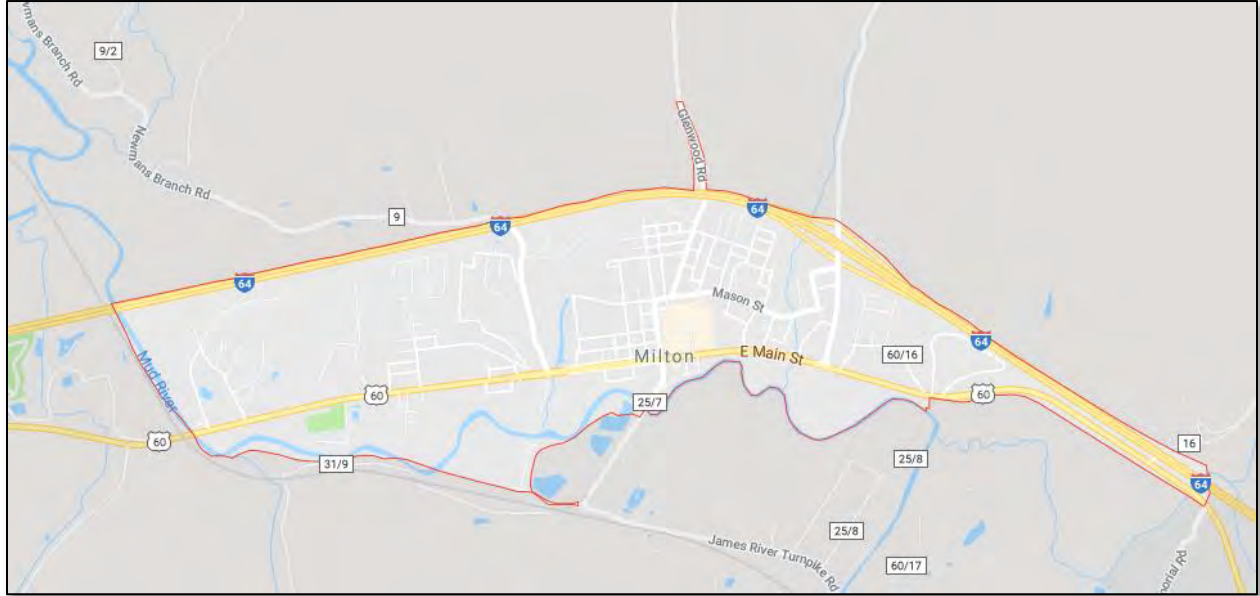 wmans Branch Rd
9/2
Newmans Branch Rd
Glenwood Rd
9
64
64
64
Mason St
Mud River
Milton
E Main St
60/16
64
60
60
25/7
60
31/9
25/8
16
64
25/8
James River Turnpike Rd
60/17
orial Rd